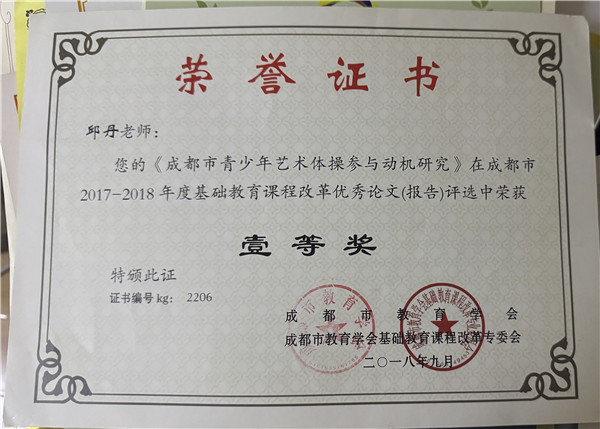 荣誉证书
邱丹老师：
您的《成都市青少年艺术体操参与动机研究》在成都市
2017-2018 年度基础教育课程改革优秀论文(报告)评选中荣获
壹等奖
特颁此证
证书编号kg： 2206
成都市教育学会
成都市教育学会基础教育课程改革专委会
二〇一八年九月